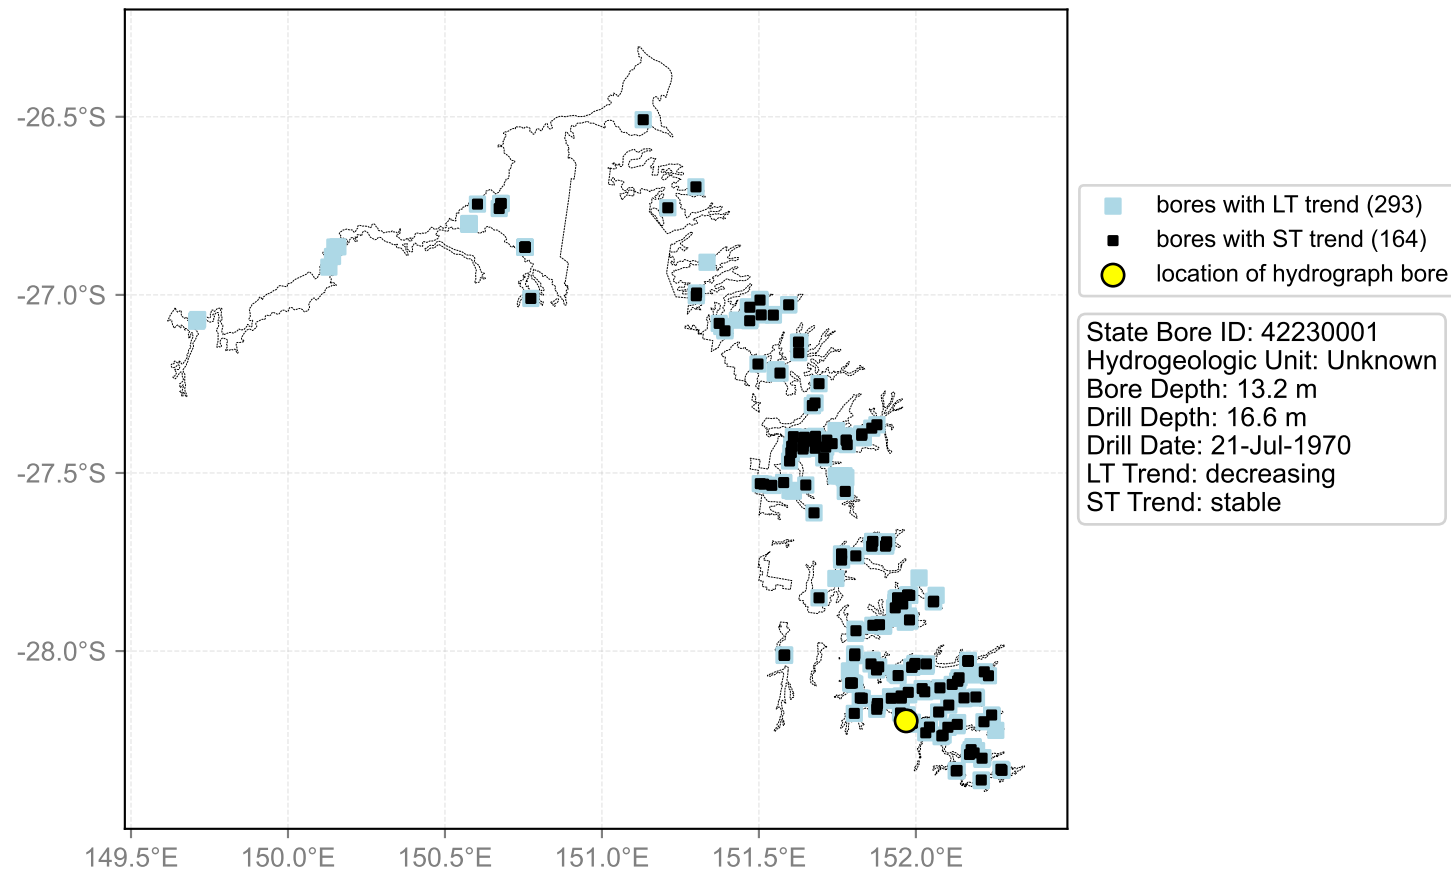 -26.5°S
-27.0°S
-27.5°S
-28.0°S
149.5°E
150.0°E
150.5°E
151.0°E
151.5°E
152.0°E
bores with LT trend (293)
bores with ST trend (164)
location of hydrograph bore
State Bore ID: 42230001
Hydrogeologic Unit: Unknown
Bore Depth: 13.2 m
Drill Depth: 16.6 m
Drill Date: 21-Jul-1970
LT Trend: decreasing
ST Trend: stable